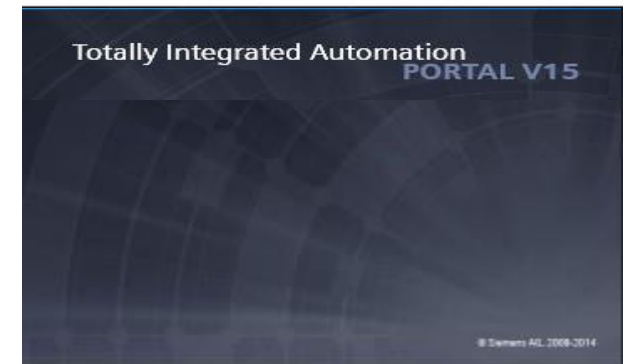 Totally Integrated Automation
PORTAL V15
© Siemens AG, 2008-2014